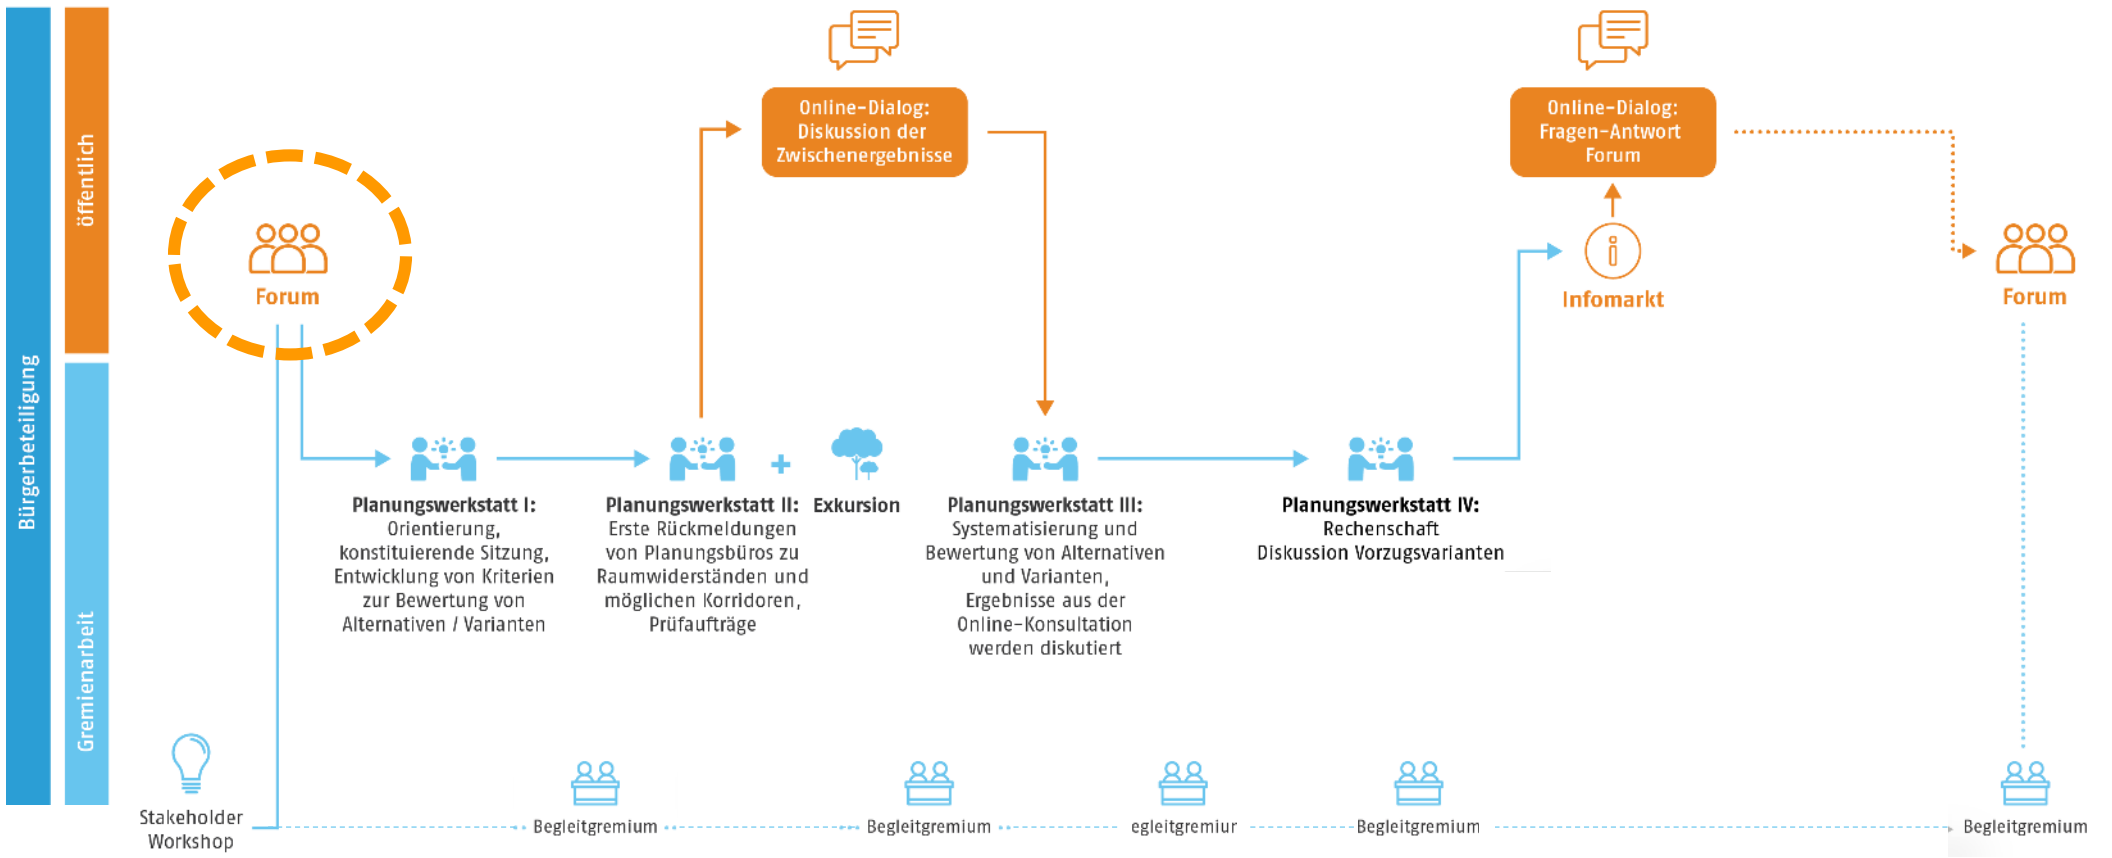 Bürgerbeteiligung
öffentlich
Gremienarbeit
Forum
Online-Dialog:
Diskussion der
Zwischenergebnisse
Online-Dialog:
Fragen-Antwort
Forum
Infomarkt
Forum
Planungswerkstatt I:
Orientierung,
konstituierende Sitzung,
Entwicklung von Kriterien
zur Bewertung von
Alternativen / Varianten
Planungswerkstatt II:
Erste Rückmeldungen
von Planungsbüros zu
Raumwiderständen und
möglichen Korridoren,
Prüfaufträge
+
Exkursion
Planungswerkstatt III:
Systematisierung und
Bewertung von Alternativen
und Varianten,
Ergebnisse aus der
Online-Konsultation
werden diskutiert
Planungswerkstatt IV:
Rechenschaft
Diskussion Vorzugsvarianten
Stakeholder
Workshop
Begleitgremium
Begleitgremium
egleitgremiur
Begleitgremium
Begleitgremium